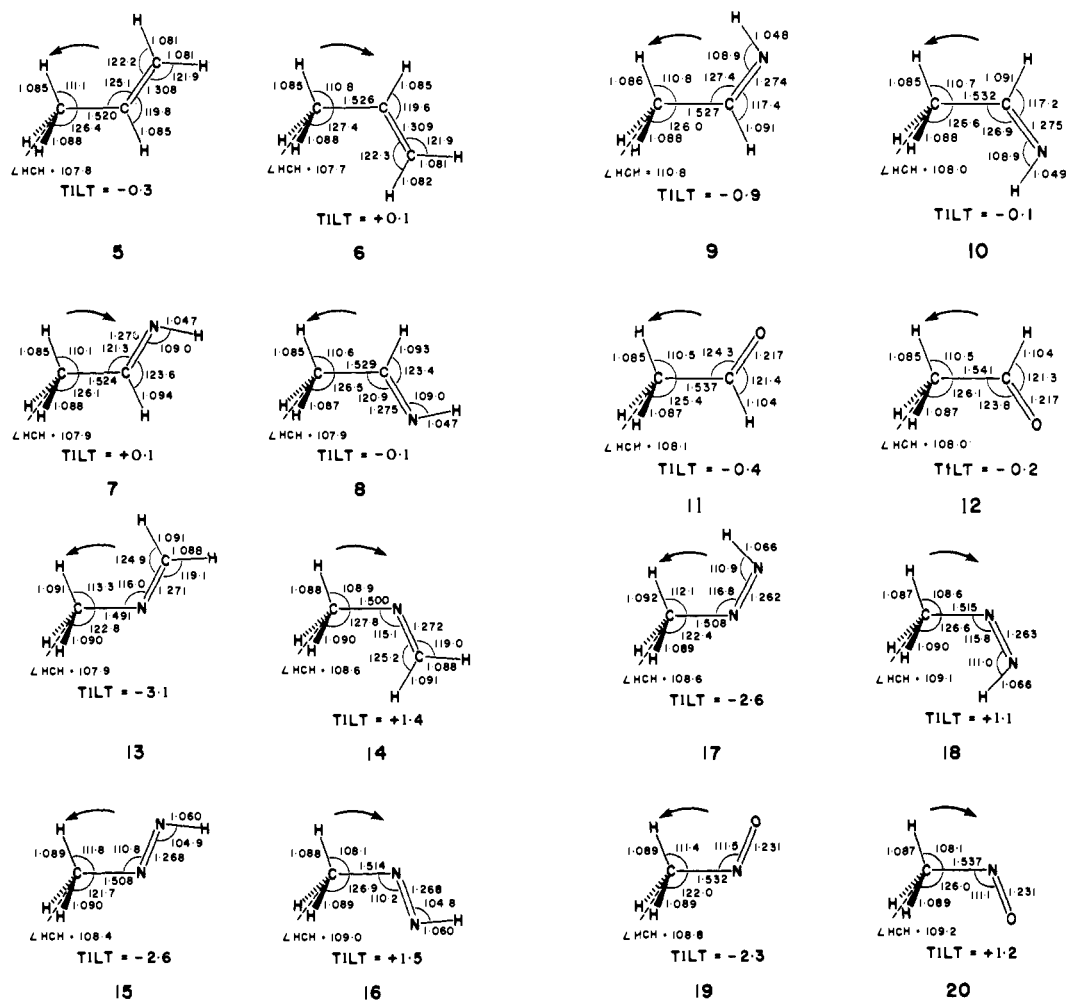 H H
1.081 1.081
122.2 C H
H 111.1 125.1 121.9
1.085 1.308
C 1.520 C 119.8
126.4 1.085
H H 1.088 H
∠HCH = 107.8
TILT = -0.3
5
H H
1.085 110.8 1.526 1.085
C C 119.6
127.4 1.309
H H 1.088 121.9
122.3 C H
1.081
1.082
H
∠HCH = 107.7
TILT = +0.1
6
H
1.048
108.9 N
H
1.086 110.8 127.4 1.274
C C 117.4
126.0 1.527 1.091
H H 1.088 H
∠HCH = 110.8
TILT = -0.9
9
H H
1.085 110.7 1.532 1.091
C C 117.2
126.6 126.9 1.275
H H 1.088
108.9 N
1.049
H
∠HCH = 108.0
TILT = -0.1
10
N 1.047 H
H 1.270 109.0
1.085 110.1 121.3
C 1.524 C 123.6
126.1 1.094
H H 1.088 H
∠HCH = 107.9
TILT = +0.1
7
H H
1.085 110.6 1.529 1.093
C C 123.4
126.5 120.9 109.0
H H 1.087 1.275 H
N 1.047
∠HCH = 107.9
TILT = -0.1
8
H O
1.085 110.5 124.3 1.217
C 1.537 C 121.4
125.4 1.104
H H 1.087 H
∠HCH = 108.1
TILT = -0.4
11
H H
1.085 110.5 1.541 1.104
C C 121.3
126.1 123.8 1.217
H H 1.087 O
∠HCH = 108.0
TILT = -0.2
12
H
1.091 1.088
124.9 C H
H 119.1
1.091 113.3 116.0 1.271
C 1.491 N
122.8
H H 1.090
∠HCH = 107.9
TILT = -3.1
13
H
1.088 108.9 1.500
C N
127.8 115.1 1.272
H H 1.090 119.0
125.2 C H
1.088
1.091
H
∠HCH = 108.6
TILT = +1.4
14
H
1.066
110.9 N
H
1.092 112.1 116.8 1.262
C 1.508 N
122.4
H H 1.089
∠HCH = 108.6
TILT = -2.6
17
H
1.087 108.6 1.515
C N
126.6 115.8 1.263
H H 1.090
111.0 N
1.066
H
∠HCH = 109.1
TILT = +1.1
18
1.060
N H
H 104.9
1.089 111.8 110.8 1.268
C 1.508 N
121.7
H H 1.090
∠HCH = 108.4
TILT = -2.6
15
H
1.088 108.1 1.514
C N
126.9 110.2 1.268
H H 1.089 104.8
N H
1.060
∠HCH = 109.0
TILT = +1.5
16
H O
1.089 111.4 111.5 1.231
C 1.532 N
122.0
H H 1.089
∠HCH = 108.8
TILT = -2.3
19
H
1.087 108.1 1.537
C N
126.0 111.1 1.231
H H 1.089 O
∠HCH = 109.2
TILT = +1.2
20